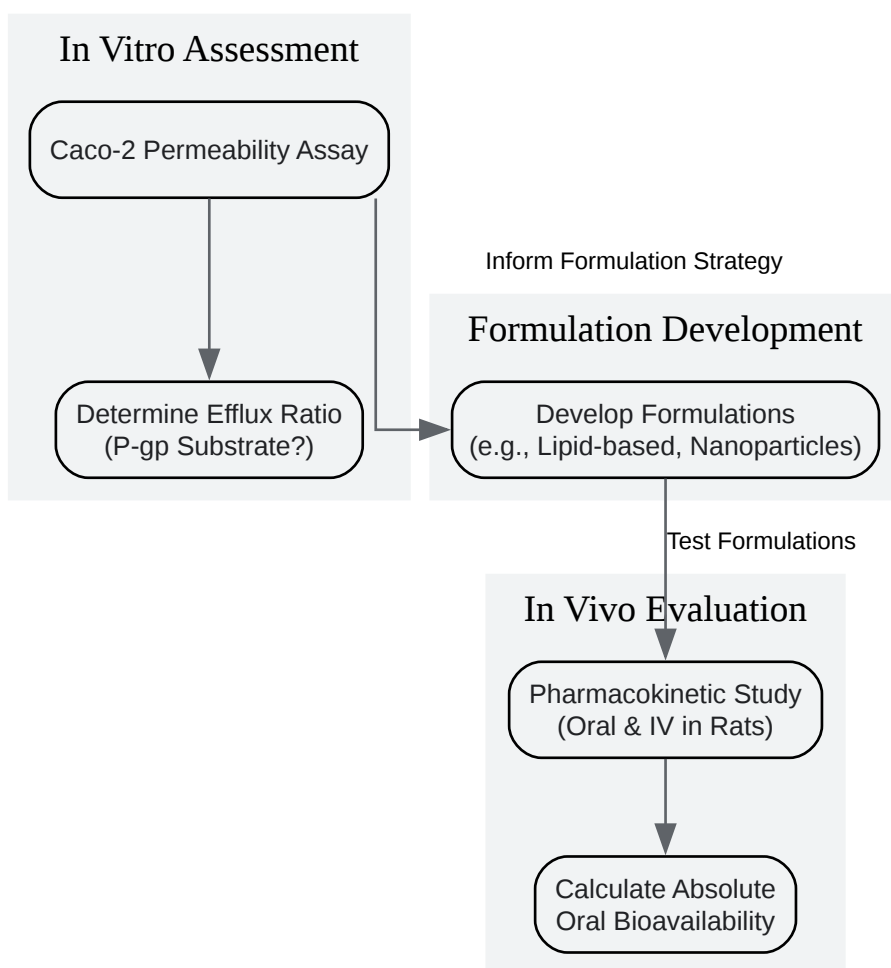 In Vitro Assessment
Caco-2 Permeability Assay
Inform Formulation Strategy
Formulation Development
Determine Efflux Ratio
(P-gp Substrate?)
Develop Formulations
(e.g., Lipid-based, Nanoparticles)
Test Formulations
In Vivo Evaluation
Pharmacokinetic Study
(Oral & IV in Rats)
Calculate Absolute
Oral Bioavailability